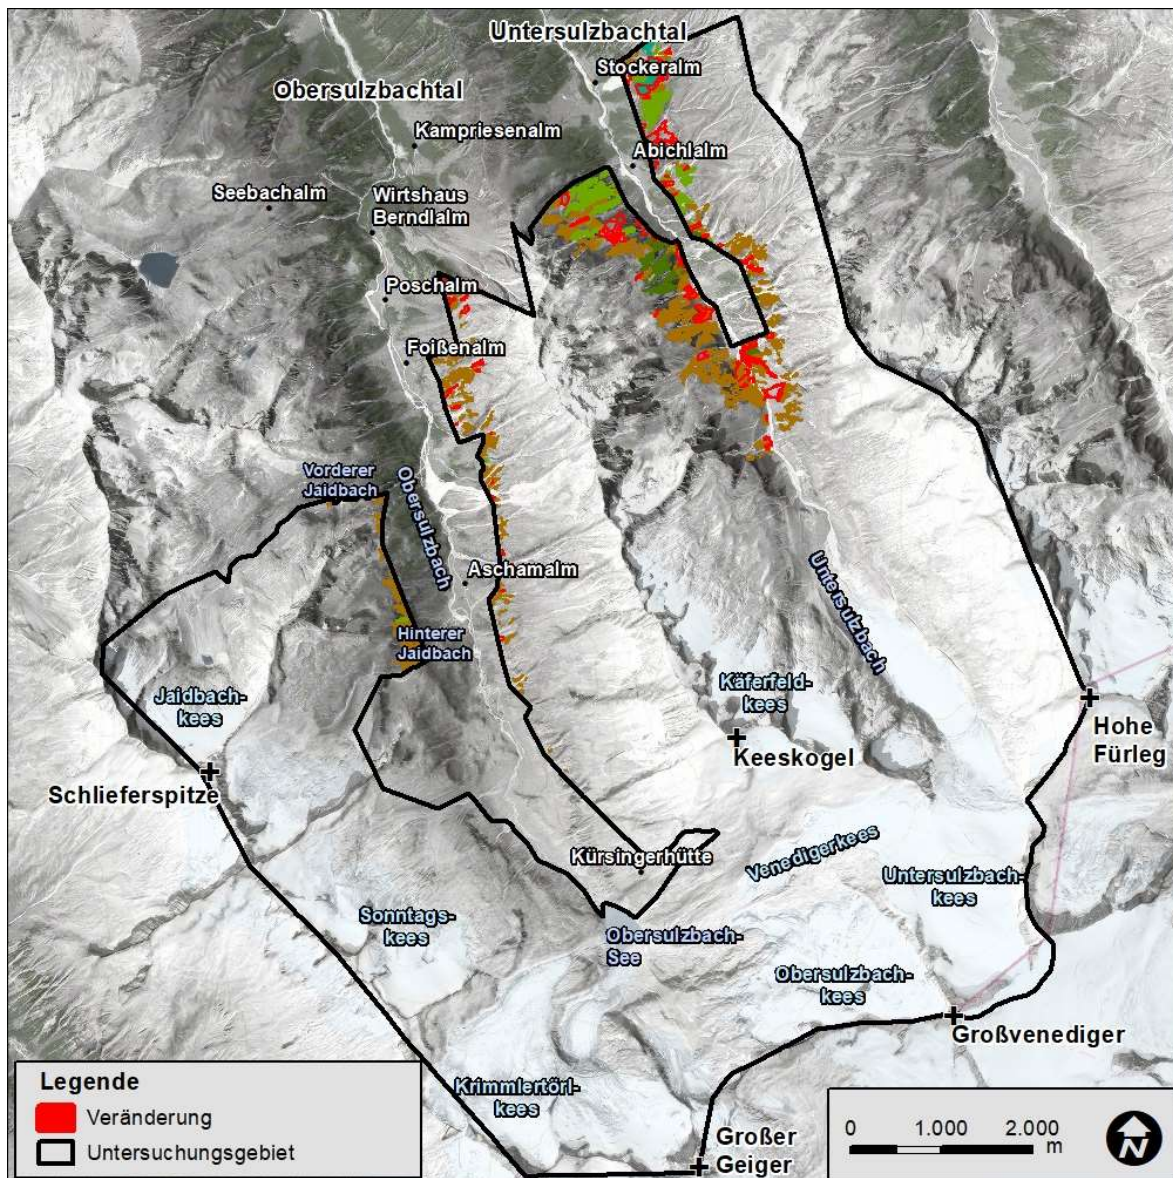 Untersulzbachtal
Stockeralm
Obersulzbachtal
Kampriesenalm
Abichlalm
Seebachalm
Wirtshaus
Berndlalm
Poschalm
Foißenalm
Vorderer
Jaidbach
Obersulzbach
Aschamalm
Untersulzbach
Hinterer
Jaidbach
Jaidbach-
kees
Käferfeld-
kees
Hohe
Fürleg
Keeskogel
Schlieferspitze
Kürsingerhütte
Venedigerkees
Untersulzbach-
kees
Sonntags-
kees
Obersulzbach-
See
Obersulzbach-
kees
Großvenediger
Krimmlertörl-
kees
Großer
Geiger
Legende
Veränderung
Untersuchungsgebiet
0 1.000 2.000
m
N